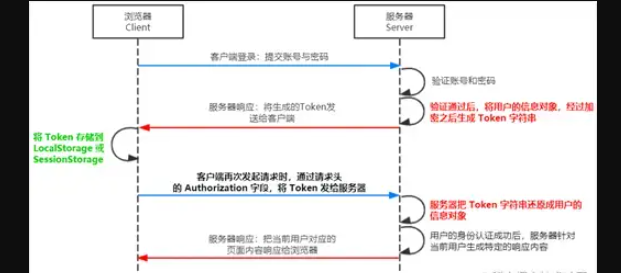 浏览器
Client
服务器
Server
客户端登录：提交账号与密码
验证账号和密码
服务器响应：将生成的Token发
送给客户端
验证通过后，将用户的信息对象，经过加
密之后生成 Token 字符串
将 Token 存储到
LocalStorage 或
SessionStorage
客户端再次发起请求时，通过请求头
的 Authorization 字段，将 Token 发给服务器
服务器把 Token 字符串还原成用户的
信息对象
用户的身份认证成功后，服务器针对
当前用户生成特定的响应内容
服务器响应：把当前用户对应的
页面内容响应给浏览器